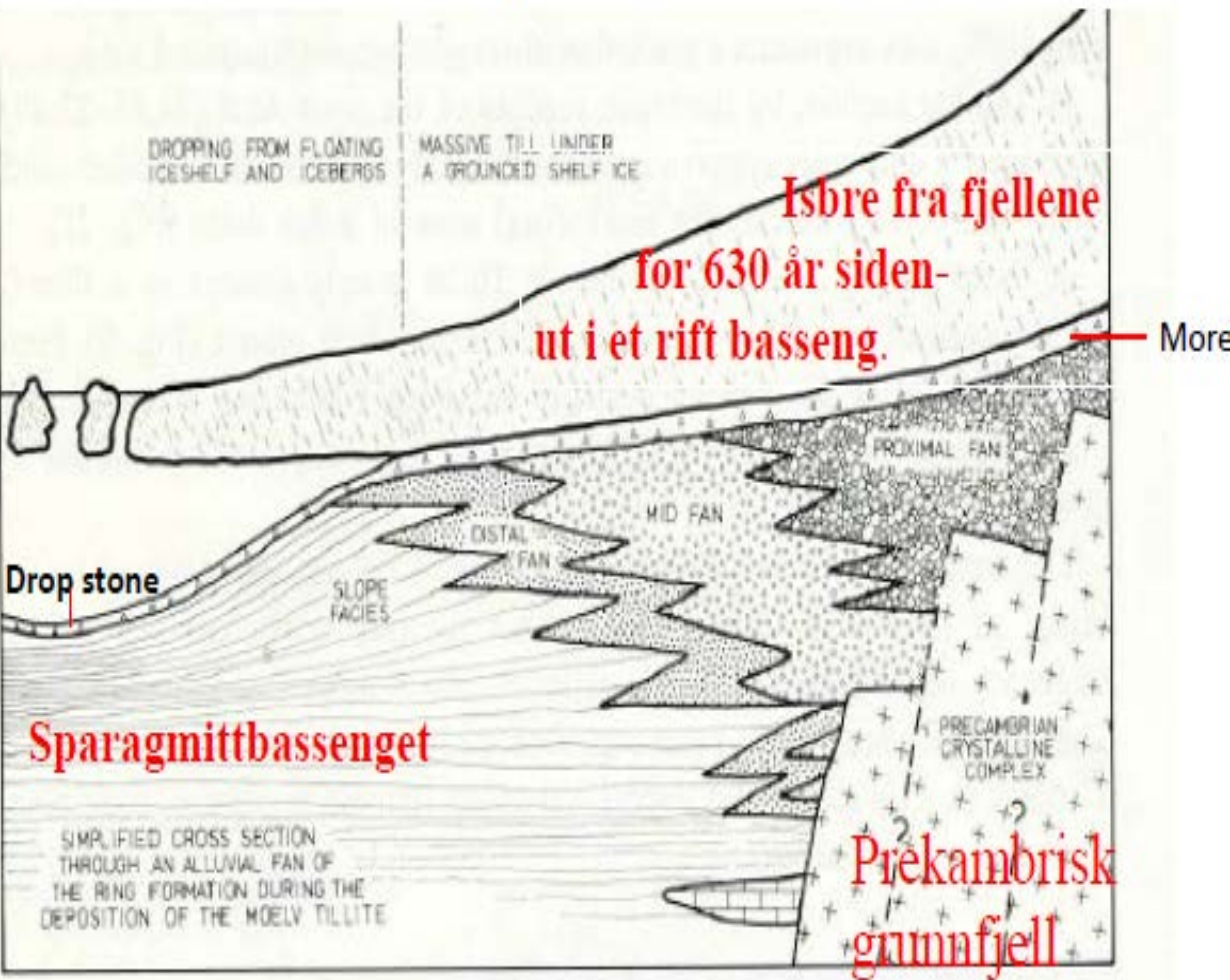 DROPPING FROM FLOATING
ICESHELF AND ICEBERGS
MASSIVE TILL UNDER
A GROUNDED SHELF ICE
Isbre fra fjellene
for 630 år siden-
ut i et rift basseng.
More
PROXIMAL FAN
MID FAN
DISTAL
FAN
Drop stone
SLOPE
FACIES
Sparagmittbassenget
PRECAMBRIAN
CRYSTALLINE
COMPLEX
?
?
SIMPLIFIED CROSS SECTION
THROUGH AN ALLUVIAL FAN OF
THE RING FORMATION DURING THE
DEPOSITION OF THE MOELV TILLITE
Prekambrisk
grunnfjell